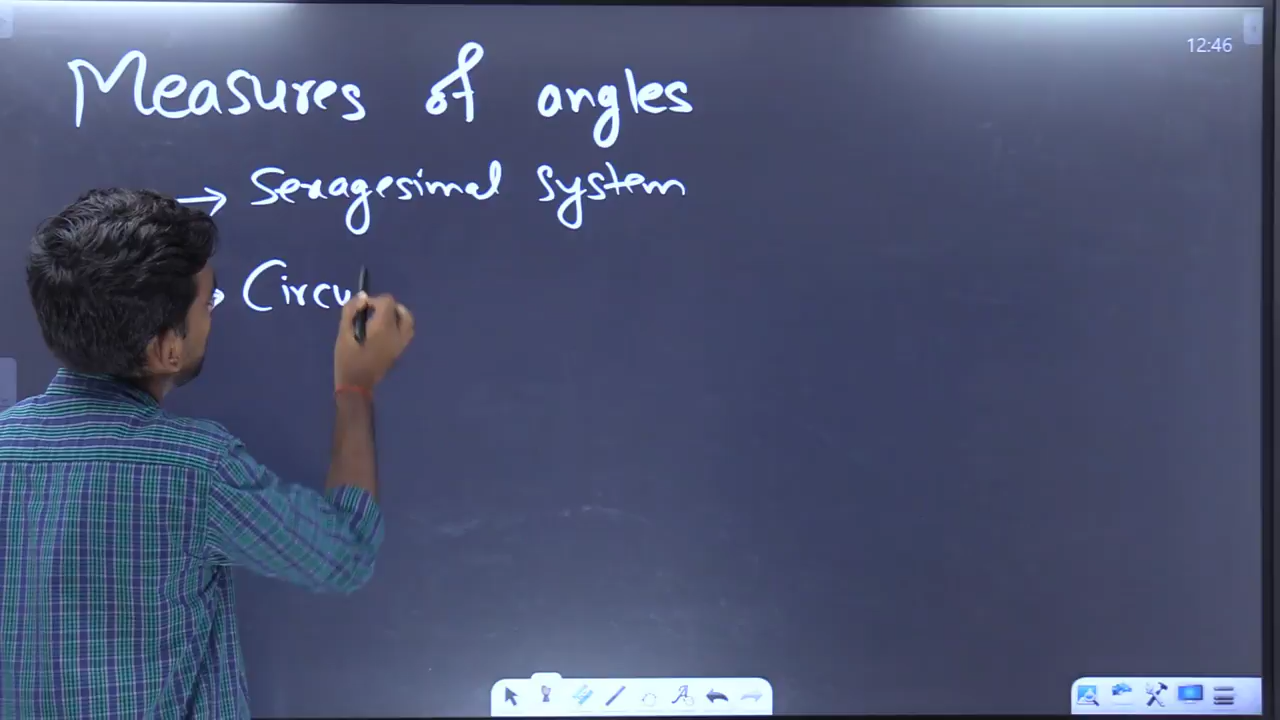 12:46
Measures of angles
→ Sexagesimal system
→ Circu